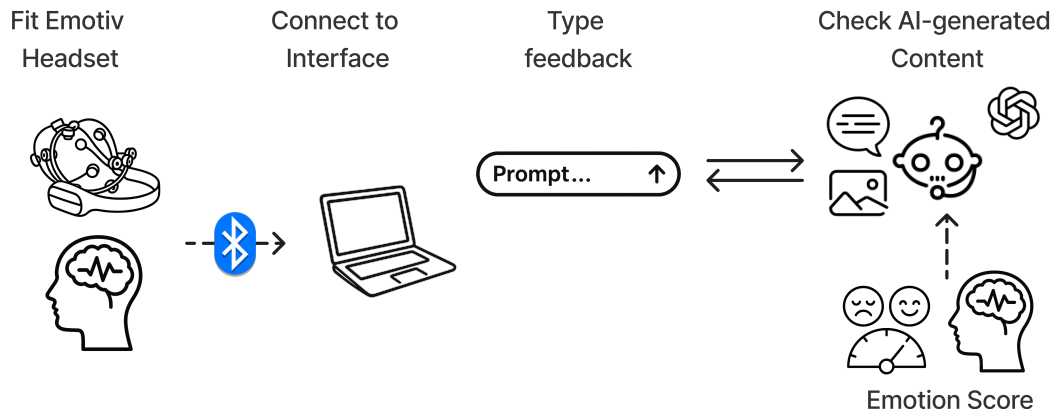 Fit Emotiv
Headset
Connect to
Interface
Type
feedback
Check AI-generated
Content
Prompt...
Emotion Score